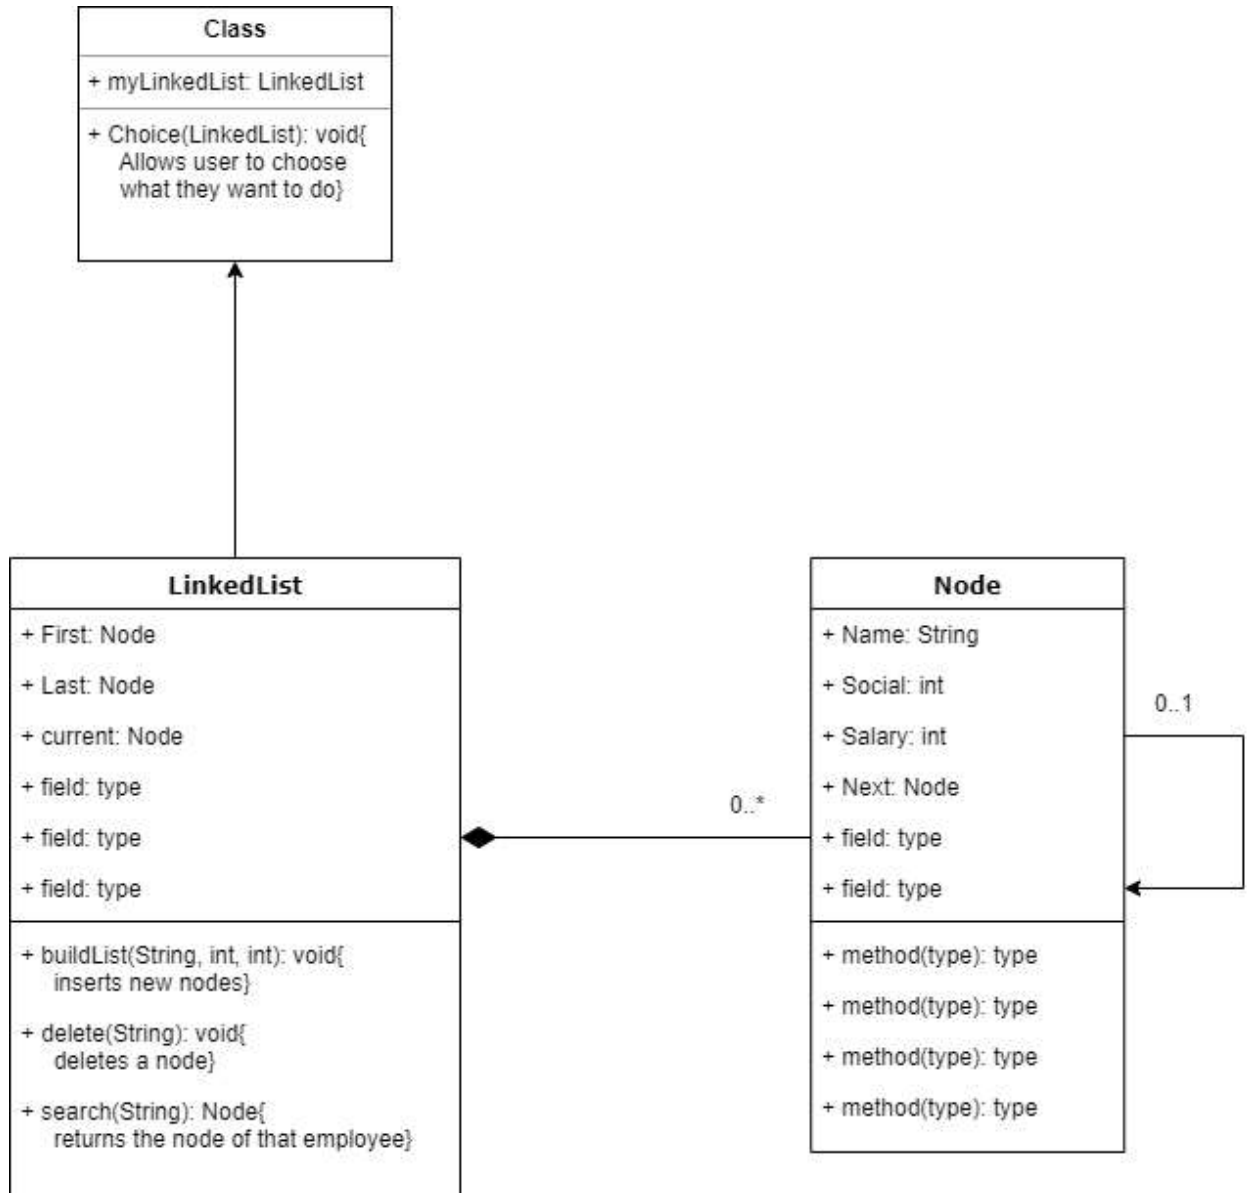 Class
+ myLinkedList: LinkedList
+ Choice(LinkedList): void{
Allows user to choose
what they want to do}
LinkedList
+ First: Node
+ Last: Node
+ current: Node
+ field: type
+ field: type
+ field: type
+ buildList(String, int, int): void{
inserts new nodes}
+ delete(String): void{
deletes a node}
+ search(String): Node{
returns the node of that employee}
0..*
Node
+ Name: String
+ Social: int
+ Salary: int
+ Next: Node
+ field: type
+ field: type
+ method(type): type
+ method(type): type
+ method(type): type
+ method(type): type
0..1